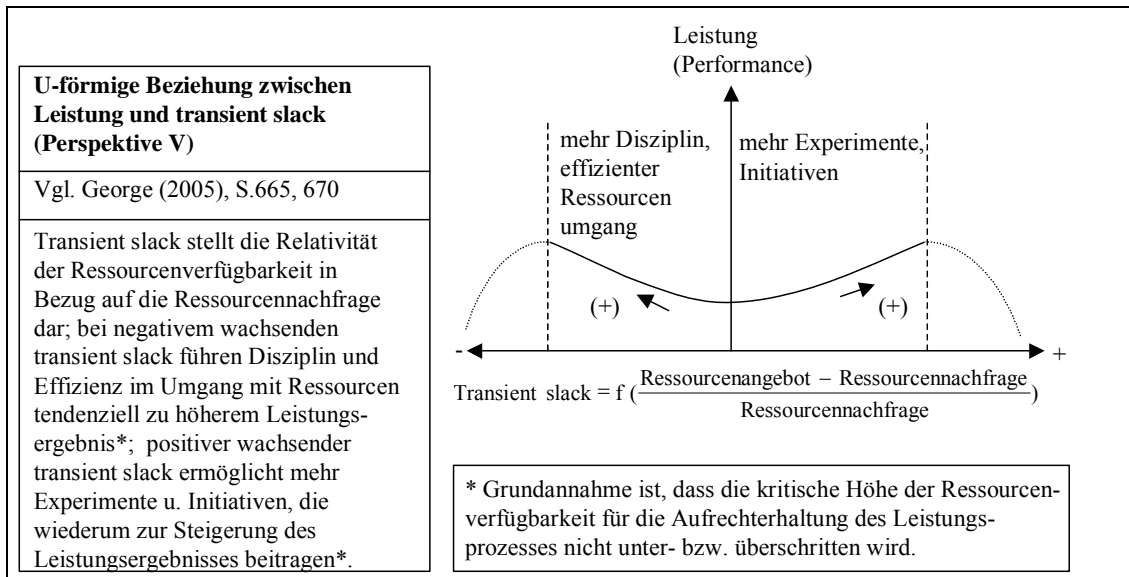 U-förmige Beziehung zwischen
Leistung und transient slack
(Perspektive V)
Vgl. George (2005), S.665, 670
Transient slack stellt die Relativität
der Ressourcenverfügbarkeit in
Bezug auf die Ressourcennachfrage
dar; bei negativem wachsenden
transient slack führen Disziplin und
Effizienz im Umgang mit Ressourcen
tendenziell zu höherem Leistungs-
ergebnis*; positiver wachsender
transient slack ermöglicht mehr
Experimente u. Initiativen, die
wiederum zur Steigerung des
Leistungsergebnisses beitragen*.
Leistung
(Performance)
mehr Disziplin,
effizienter
Ressourcen
umgang
mehr Experimente,
Initiativen
(+)
(+)
- +
Transient slack = f ( Ressourcenangebot – Ressourcennachfrage )
Ressourcennachfrage
* Grundannahme ist, dass die kritische Höhe der Ressourcen-
verfügbarkeit für die Aufrechterhaltung des Leistungs-
prozesses nicht unter- bzw. überschritten wird.